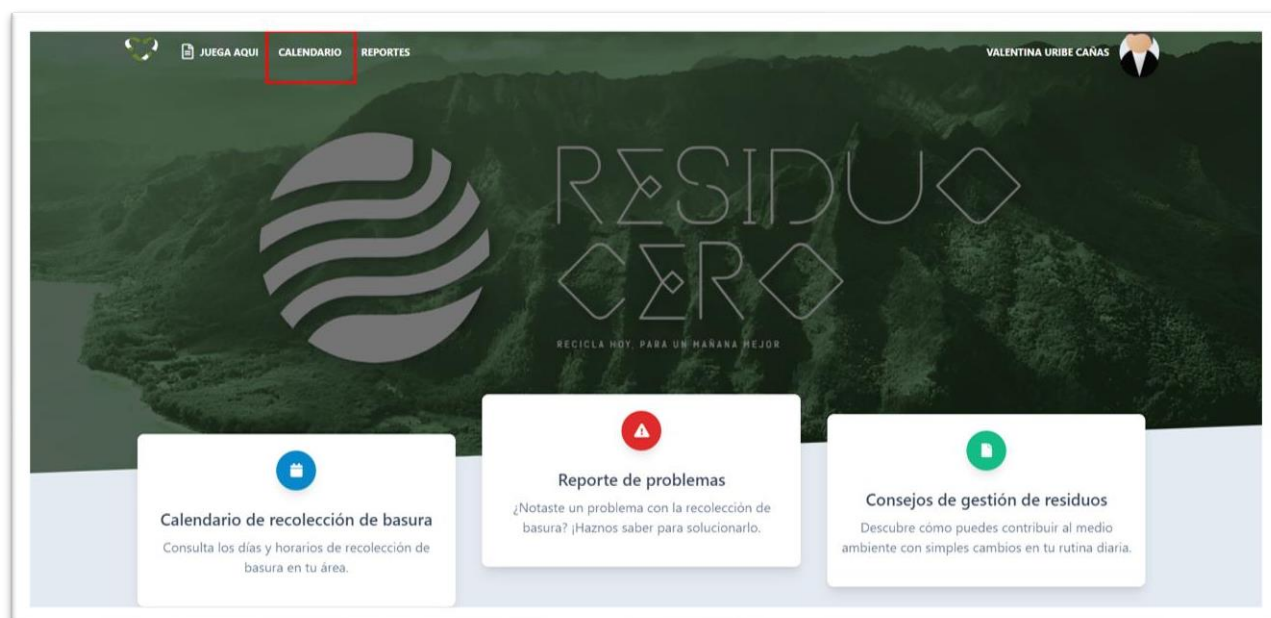 JUEGA AQUI CALENDARIO REPORTES VALENTINA URIBE CAÑAS
RESIDUO
CERO
RECICLA HOY, PARA UN MAÑANA MEJOR
Calendario de recolección de basura
Consulta los días y horarios de recolección de
basura en tu área.
Reporte de problemas
¿Notaste un problema con la recolección de
basura? ¡Haznos saber para solucionarlo.
Consejos de gestión de residuos
Descubre cómo puedes contribuir al medio
ambiente con simples cambios en tu rutina diaria.